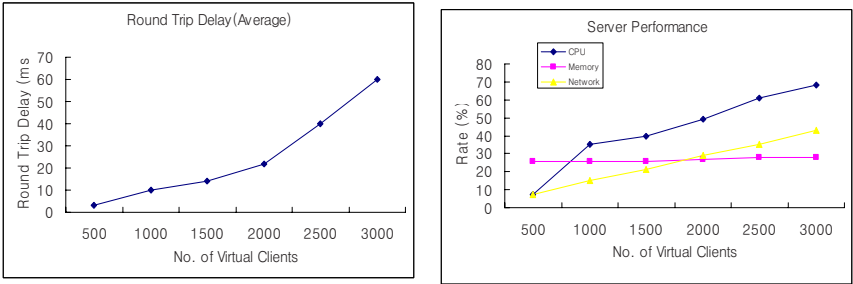 Round Trip Delay(Average)
Round Trip Delay (ms
70
60
50
40
30
20
10
0
500 1000 1500 2000 2500 3000
No. of Virtual Clients
Server Performance
CPU
Memory
Network
Rate (%)
80
70
60
50
40
30
20
10
0
500 1000 1500 2000 2500 3000
No. of Virtual Clients